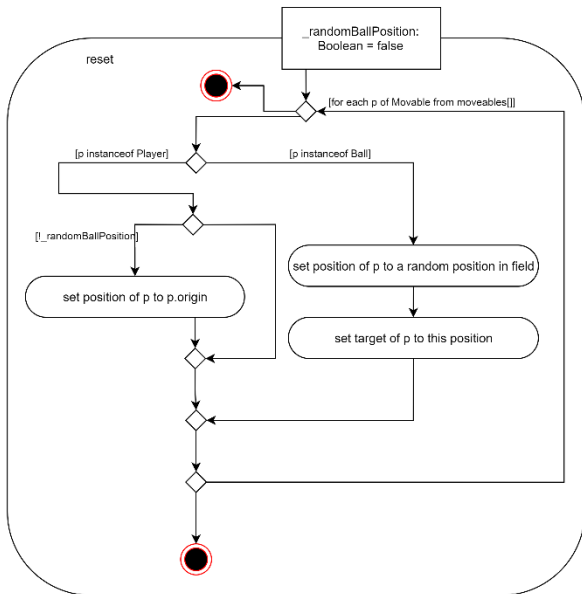 _randomBallPosition:
Boolean = false
reset
[for each p of Movable from moveables[]]
[p instanceof Player]
[p instanceof Ball]
[!_randomBallPosition]
set position of p to a random position in field
set position of p to p.origin
set target of p to this position